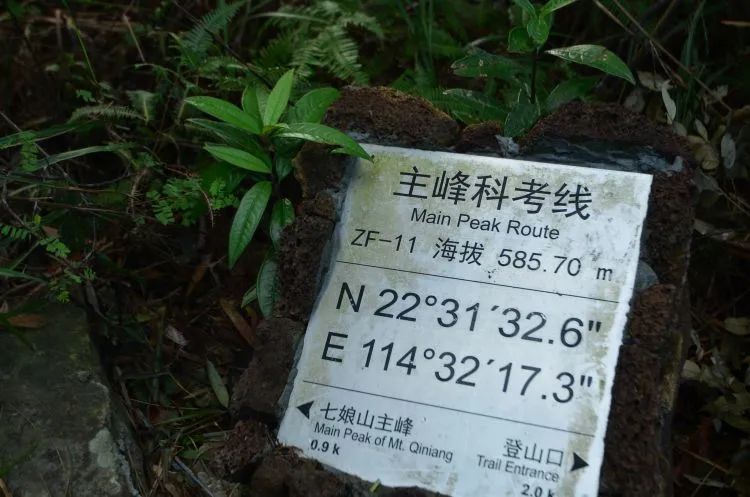 主峰科考线
Main Peak Route
ZF-11 海拔 585.70 m
N 22°31′32.6"
E 114°32′17.3"
◀ 七娘山主峰
Main Peak of Mt. Qiniang
0.9 k
登山口 ▶
Trail Entrance
2.0 k